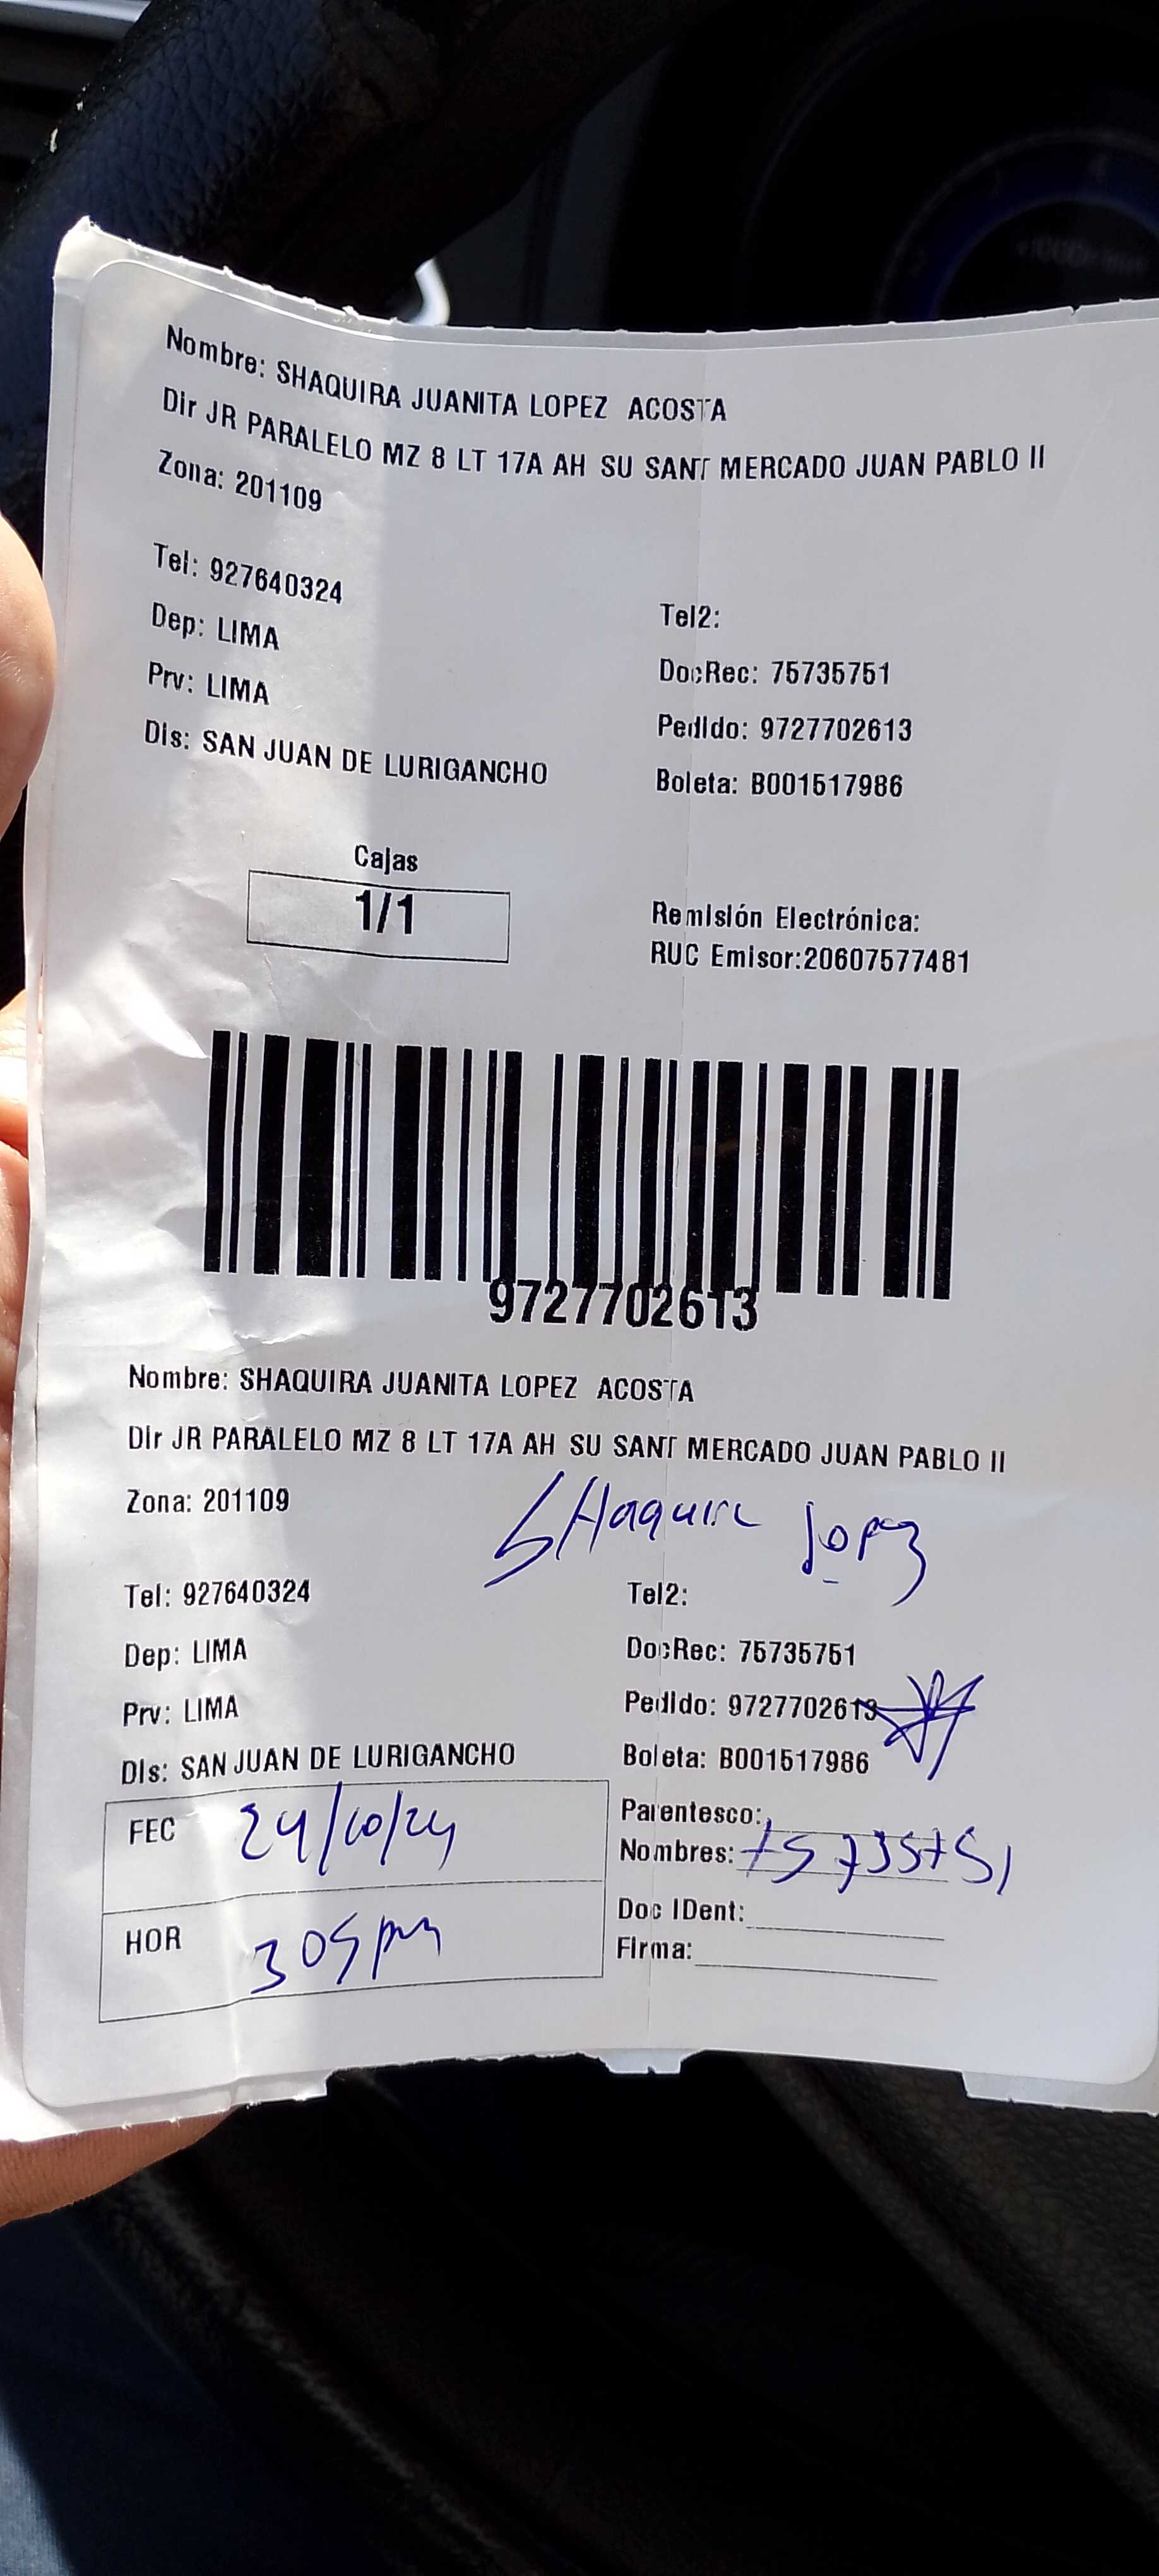 Nombre: SHAQUIRA JUANITA LOPEZ ACOSTA
Dir JR PARALELO MZ 8 LT 17A AH SU SANT MERCADO JUAN PABLO II
Zona: 201109
Tel: 927640324
Tel2:
Dep: LIMA
DocRec: 75735751
Prv: LIMA
Pedido: 9727702613
Dis: SAN JUAN DE LURIGANCHO
Boleta: B001517986
Cajas
1/1
Remisión Electrónica:
RUC Emisor:20607577481
9727702613
Nombre: SHAQUIRA JUANITA LOPEZ ACOSTA
Dir JR PARALELO MZ 8 LT 17A AH SU SANT MERCADO JUAN PABLO II
Zona: 201109
SHaquira Lopez
Tel: 927640324
Tel2:
Dep: LIMA
DocRec: 75735751
Prv: LIMA
Pedido: 9727702613
Dis: SAN JUAN DE LURIGANCHO
Boleta: B001517986
FEC 24/10/24
Parentesco:
Nombres: 75735751
HOR 305pm
Doc IDent:
Firma: